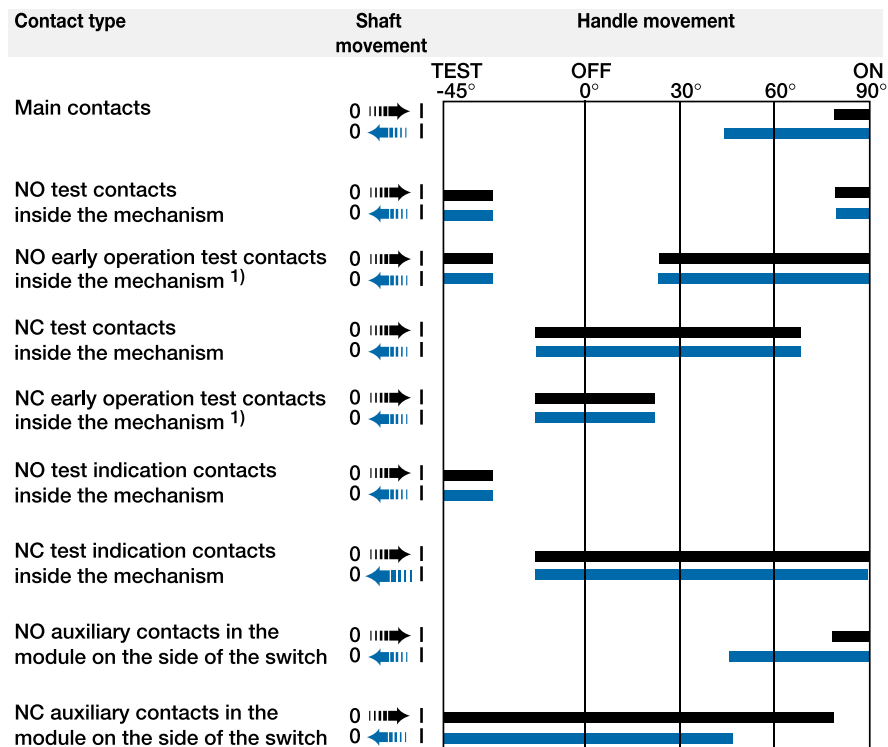 Contact type Shaft movement Handle movement
TEST OFF ON
-45° 0° 30° 60° 90°
Main contacts 0 I
0 I
NO test contacts 0 I
inside the mechanism 0 I
NO early operation test contacts 0 I
inside the mechanism 1) 0 I
NC test contacts 0 I
inside the mechanism 0 I
NC early operation test contacts 0 I
inside the mechanism 1) 0 I
NO test indication contacts 0 I
inside the mechanism 0 I
NC test indication contacts 0 I
inside the mechanism 0 I
NO auxiliary contacts in the 0 I
module on the side of the switch 0 I
NC auxiliary contacts in the 0 I
module on the side of the switch 0 I